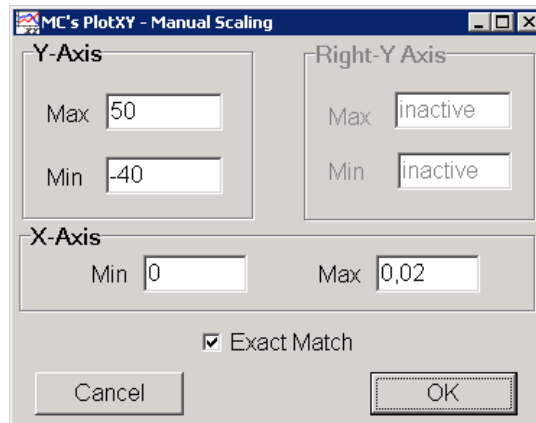 MC's PlotXY - Manual Scaling
Y-Axis
Max 50
Min -40
Right-Y Axis
Max inactive
Min inactive
X-Axis
Min 0 Max 0,02
Exact Match
Cancel OK